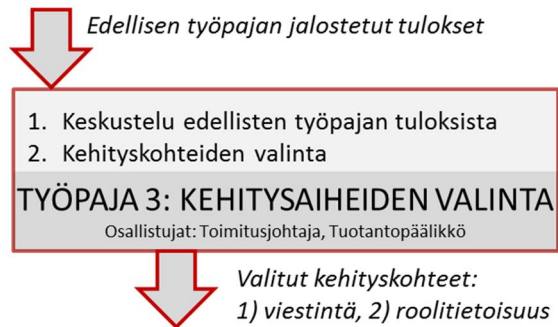 Edellisen työpajan jalostetut tulokset
1. Keskustelu edellisten työpajan tuloksista
2. Kehityskohteiden valinta
TYÖPAJA 3: KEHITYSAIHEIDEN VALINTA
Osallistujat: Toimitusjohtaja, Tuotantopäälikkö
Valitut kehityskohteet:
1) viestintä, 2) roolitietoisuus